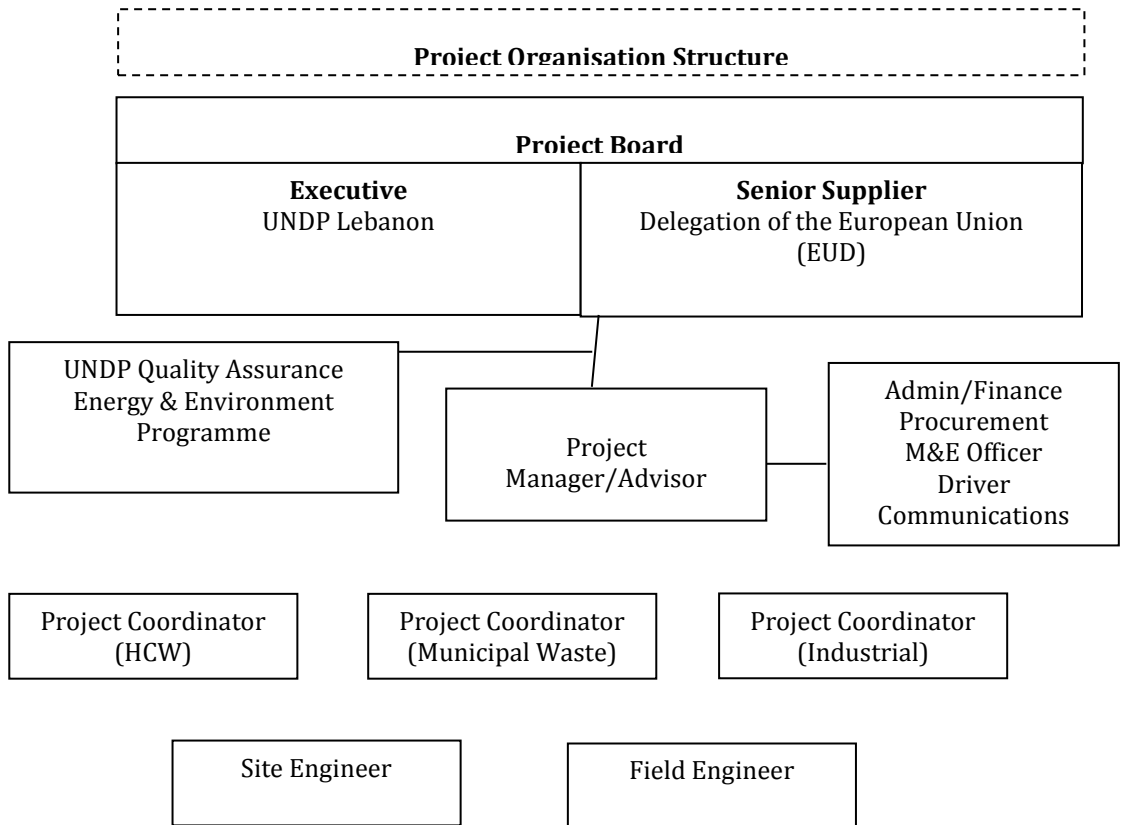 Project Organisation Structure
Project Board
Executive
UNDP Lebanon
Senior Supplier
Delegation of the European Union
(EUD)
UNDP Quality Assurance
Energy & Environment
Programme
Project
Manager/Advisor
Admin/Finance
Procurement
M&E Officer
Driver
Communications
Project Coordinator
(HCW)
Project Coordinator
(Municipal Waste)
Project Coordinator
(Industrial)
Site Engineer
Field Engineer